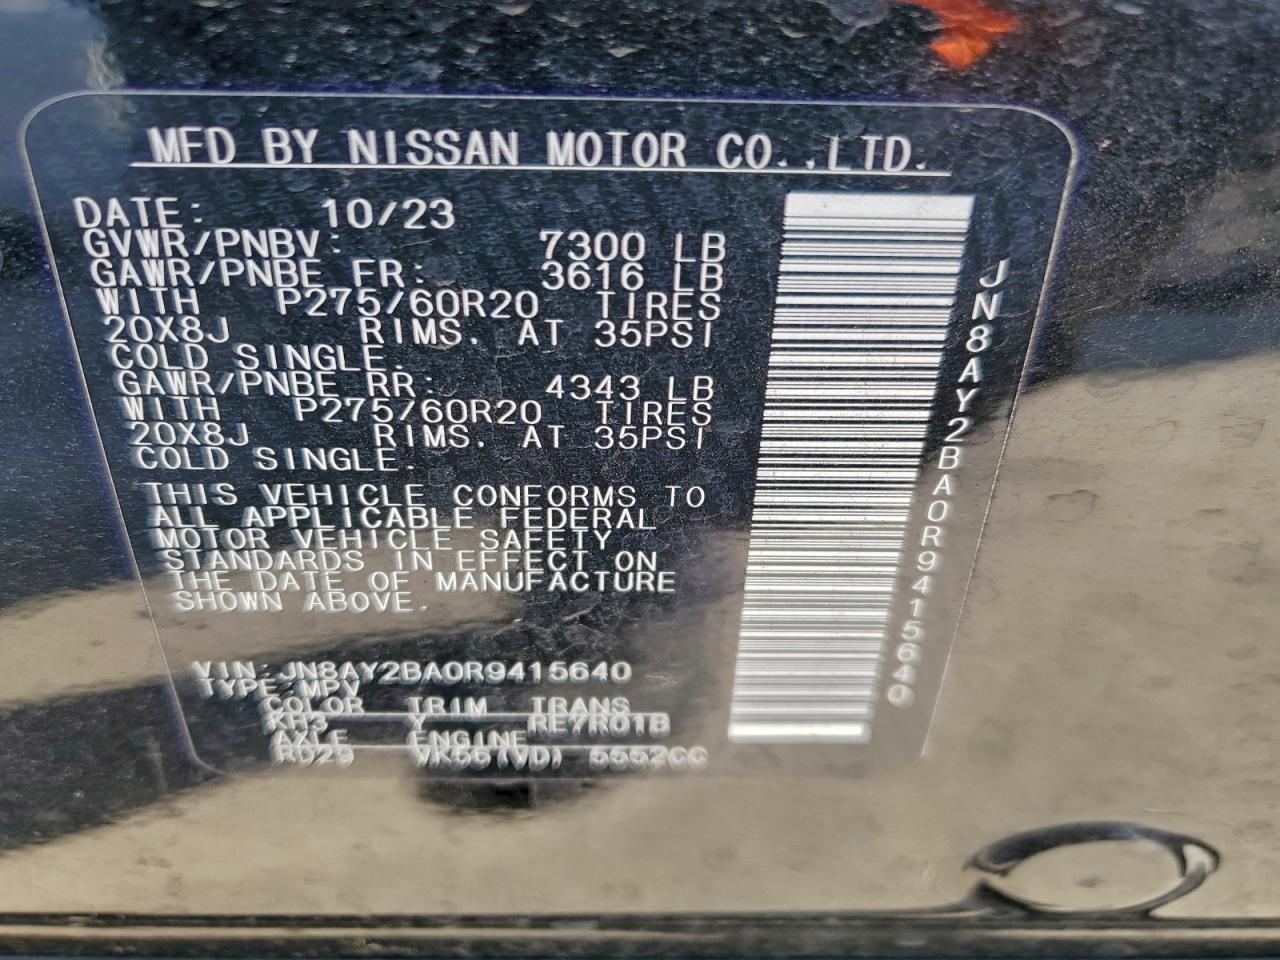 MFD BY NISSAN MOTOR CO.,LTD.
DATE: 10/23
GVWR/PNBV: 7300 LB
GAWR/PNBE FR: 3616 LB
WITH P275/60R20 TIRES
20X8J RIMS. AT 35PSI
COLD SINGLE.
GAWR/PNBE RR: 4343 LB
WITH P275/60R20 TIRES
20X8J RIMS. AT 35PSI
COLD SINGLE.
THIS VEHICLE CONFORMS TO
ALL APPLICABLE FEDERAL
MOTOR VEHICLE SAFETY
STANDARDS IN EFFECT ON
THE DATE OF MANUFACTURE
SHOWN ABOVE.
VIN:JN8AY2BA0R9415640
TYPE:MPV
COLOR TRIM TRANS
KH3 Y RE7R01B
AXLE ENGINE
RD29 VK56(VD) 5552CC
JN8AY2BA0R9415640